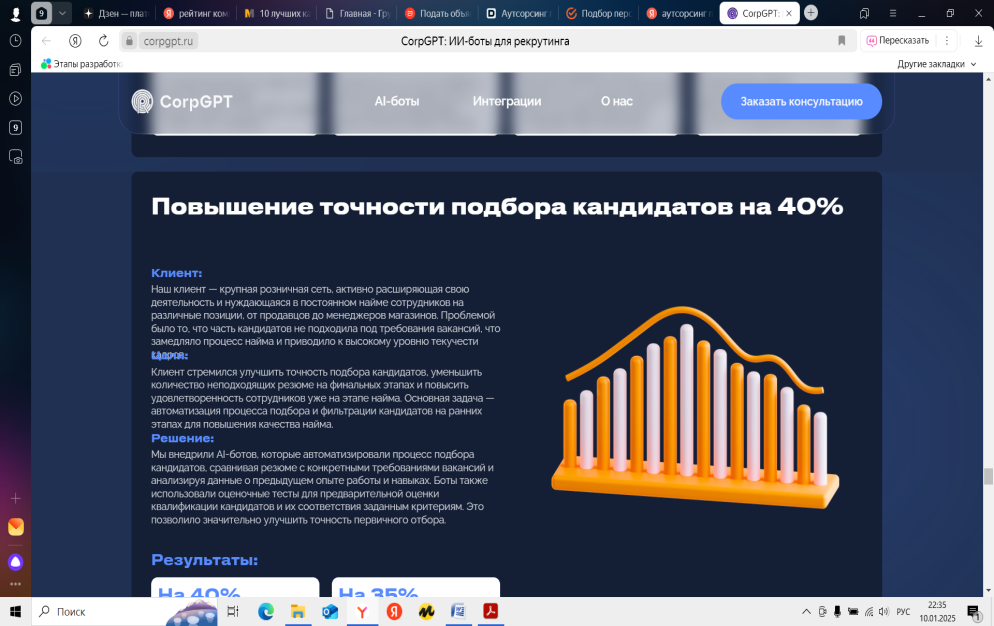 9
Дзен — плат
рейтинг ком
10 лучших ка
Главная - Гру
Подать объя
Аутсорсинг
Подбор перс
аутсорсинг п
CorpGPT:
corpgpt.ru
CorpGPT: ИИ-боты для рекрутинга
Пересказать
9
Этапы разработк
Другие закладки
CorpGPT
AI-боты
Интеграции
О нас
Заказать консультацию
Повышение точности подбора кандидатов на 40%
Клиент:
Наш клиент — крупная розничная сеть, активно расширяющая свою
деятельность и нуждающаяся в постоянном найме сотрудников на
различные позиции, от продавцов до менеджеров магазинов. Проблемой
было то, что часть кандидатов не подходила под требования вакансий, что
замедляло процесс найма и приводило к высокому уровню текучести
Клиент стремился улучшить точность подбора кандидатов, уменьшить
количество неподходящих резюме на финальных этапах и повысить
удовлетворенность сотрудников уже на этапе найма. Основная задача —
автоматизация процесса подбора и фильтрации кандидатов на ранних
этапах для повышения качества найма.
Решение:
Мы внедрили AI-ботов, которые автоматизировали процесс подбора
кандидатов, сравнивая резюме с конкретными требованиями вакансий и
анализируя данные о предыдущем опыте работы и навыках. Боты также
использовали оценочные тесты для предварительной оценки
квалификации кандидатов и их соответствия заданным критериям. Это
позволило значительно улучшить точность первичного отбора.
Результаты:
На 40%
На 35%
Поиск
РУС
22:35
10.01.2025
1